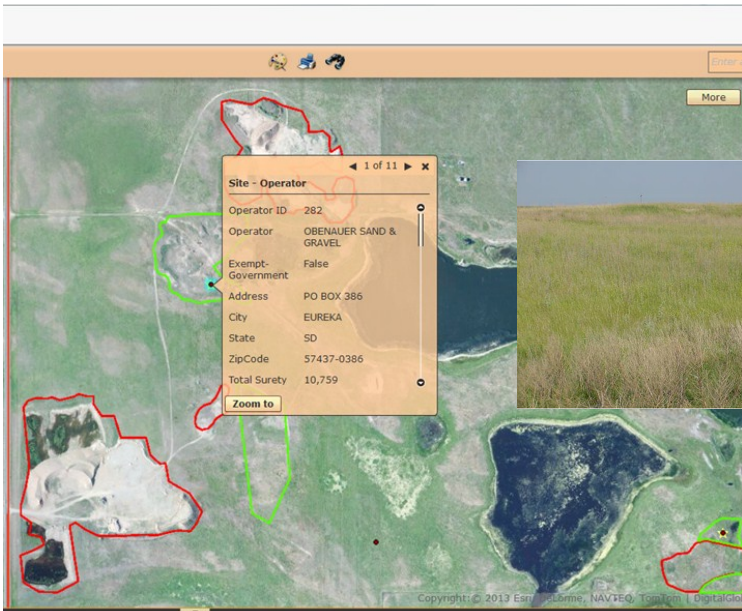 Enter
More
1 of 11
Site - Operator
Operator ID 282
Operator OBENAUER SAND &
GRAVEL
Exempt- False
Government
Address PO BOX 386
City EUREKA
State SD
ZipCode 57437-0386
Total Surety 10,759
Zoom to
Copyright:© 2013 Esri, DeLorme, NAVTEQ, TomTom | DigitalGlo